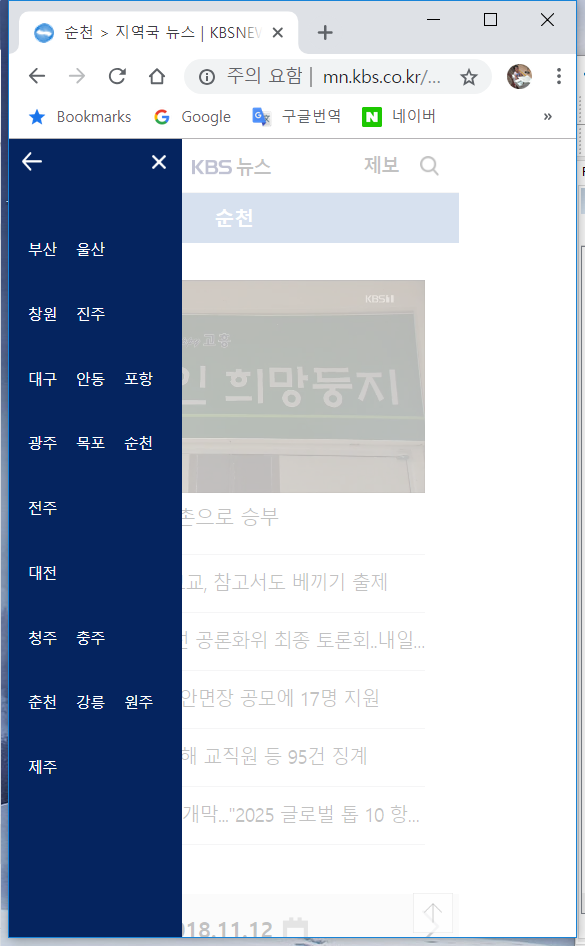 순천 > 지역국 뉴스 | KBSNEW
주의 요함 | mn.kbs.co.kr/...
Bookmarks Google 구글번역 네이버 »
KBS 뉴스 제보
순천
부산 울산
창원 진주
대구 안동 포항
광주 목포 순천
전주
대전
청주 충주
춘천 강릉 원주
제주
KBS1
인 희망둥지
촌으로 승부
고교, 참고서도 베끼기 출제
공론화위 최종 토론회..내일...
안면장 공모에 17명 지원
해 교직원 등 95건 징계
개막..."2025 글로벌 톱 10 항...
018.11.12